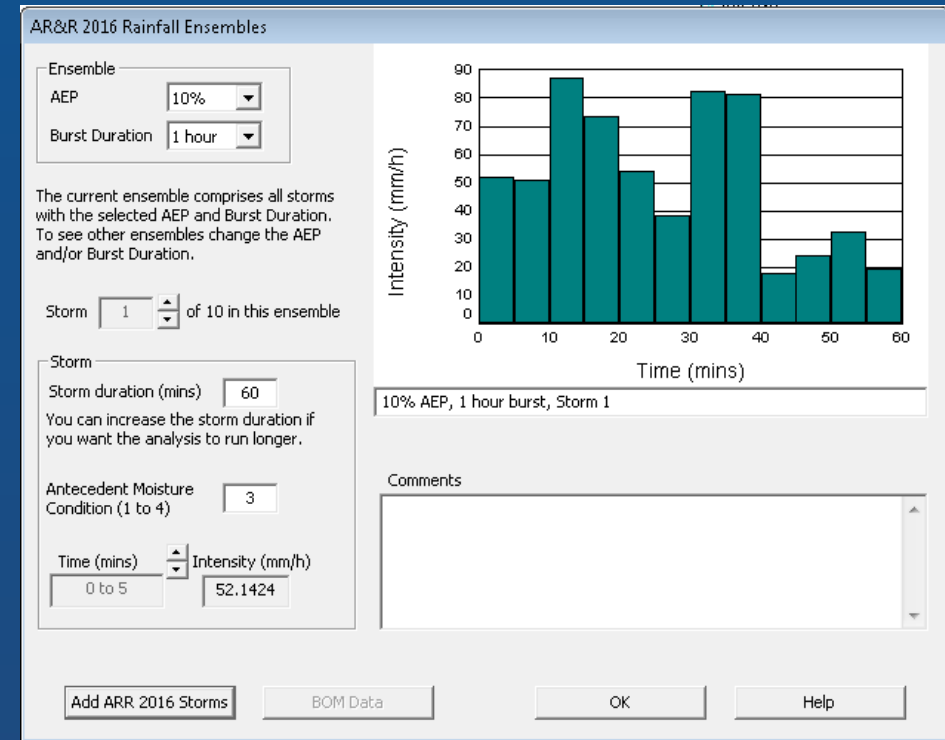 AR&R 2016 Rainfall Ensembles
Ensemble
AEP 10%
Burst Duration 1 hour
The current ensemble comprises all storms
with the selected AEP and Burst Duration.
To see other ensembles change the AEP
and/or Burst Duration.
Storm 1 of 10 in this ensemble
Storm
Storm duration (mins) 60
You can increase the storm duration if
you want the analysis to run longer.
Antecedent Moisture
Condition (1 to 4) 3
Time (mins) Intensity (mm/h)
0 to 5 52.1424
Intensity (mm/h)
90
80
70
60
50
40
30
20
10
0
0 10 20 30 40 50 60
Time (mins)
10% AEP, 1 hour burst, Storm 1
Comments
Add ARR 2016 Storms BOM Data OK Help